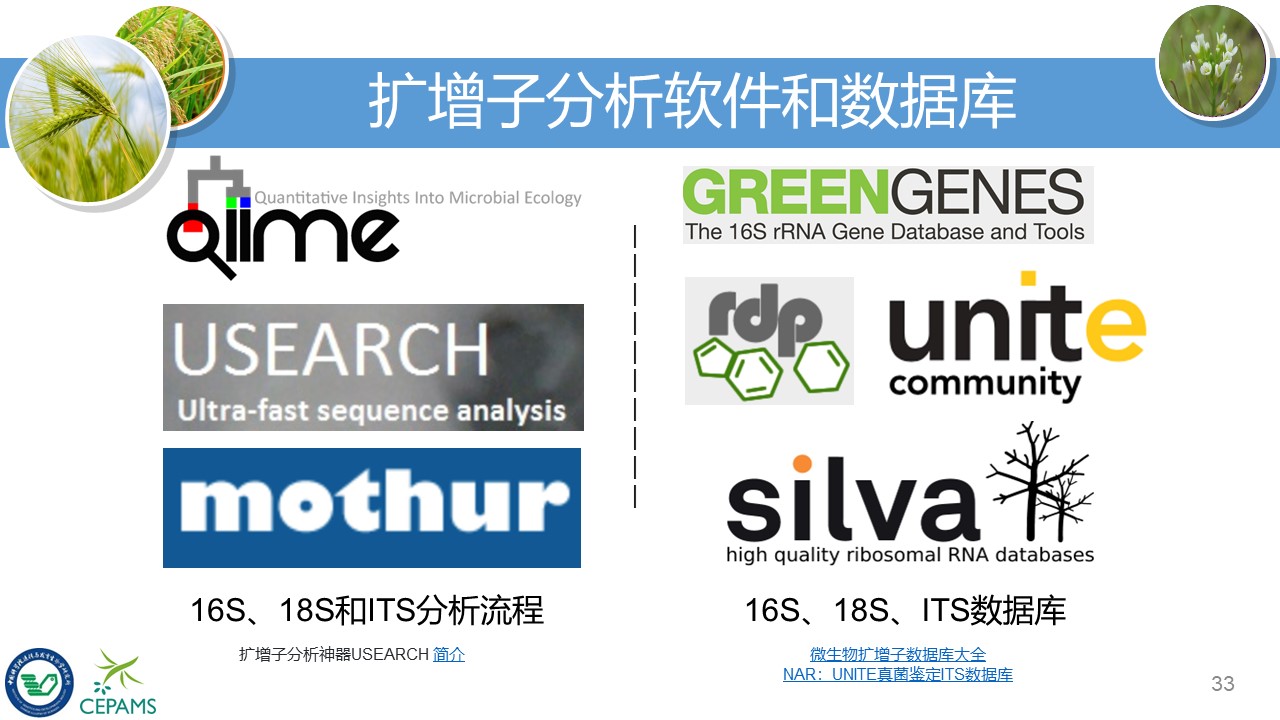 扩增子分析软件和数据库
Quantitative Insights Into Microbial Ecology
qiime
USEARCH
Ultra-fast sequence analysis
mothur
16S、18S和ITS分析流程
扩增子分析神器USEARCH 简介
GREENGENES
The 16S rRNA Gene Database and Tools
rdp
unite
community
silva
high quality ribosomal RNA databases
16S、18S、ITS数据库
微生物扩增子数据库大全
NAR：UNITE真菌鉴定ITS数据库
CEPAMS
33